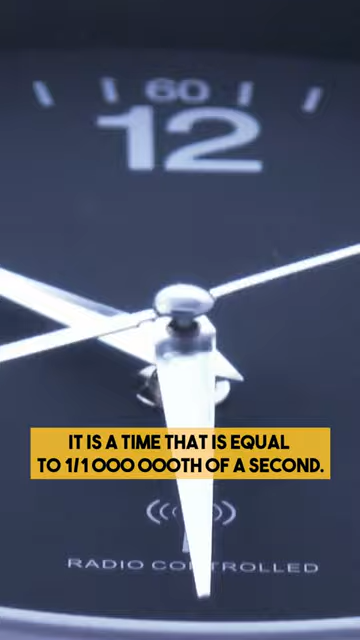 60
12
IT IS A TIME THAT IS EQUAL
TO 1/1 000 000TH OF A SECOND.
RADIO CONTROLLED